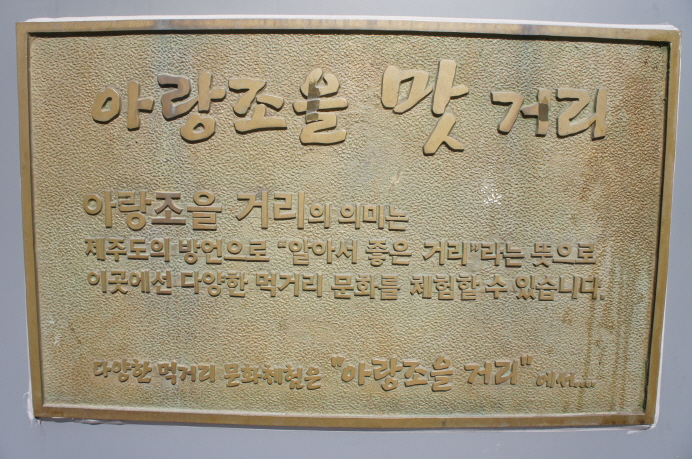 아랑조을 맛 거리
아랑조을 거리의 의미는
제주도의 방언으로 "알아서 좋은 거리"라는 뜻으로
이곳에선 다양한 먹거리 문화를 체험할 수 있습니다.
다양한 먹거리 문화체험은 "아랑조을 거리" 에서...